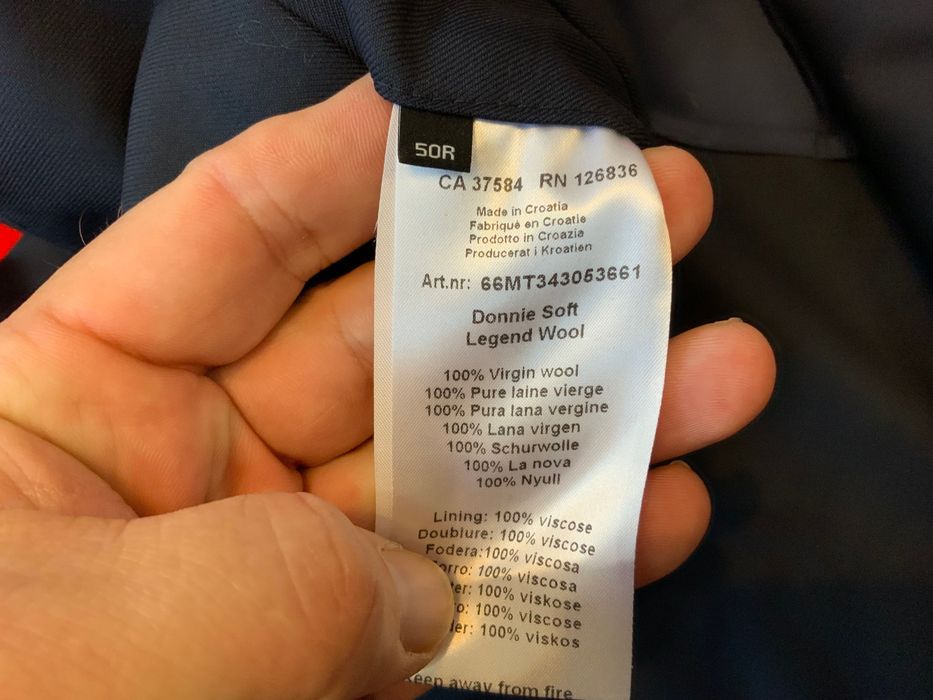 50R
CA 37584 RN 126836
Made in Croatia
Fabriqué en Croatie
Prodotto in Croazia
Producerat i Kroatien
Art.nr: 66MT343053661
Donnie Soft
Legend Wool
100% Virgin wool
100% Pure laine vierge
100% Pura lana vergine
100% Lana virgen
100% Schurwolle
100% La nova
100% Nyull
Lining: 100% viscose
Doublure: 100% viscose
Fodera:100% viscosa
100% viscosa
100% viskose
100% viscose
100% viskos
away from fire